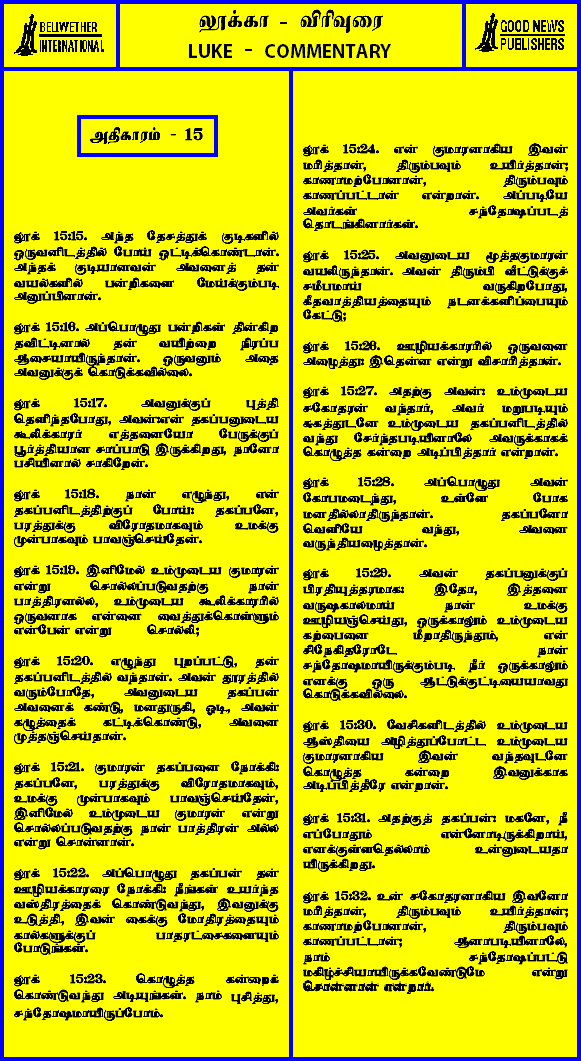 BELLWETHER
INTERNATIONAL
லூக்கா - விரிவுரை
LUKE - COMMENTARY
GOOD NEWS
PUBLISHERS
அதிகாரம் - 15
லூக் 15:15. அந்த தேசத்துக் குடிகளில்
ஒருவனிடத்தில் போய் ஒட்டிக்கொண்டான்.
அந்தக் குடியானவன் அவனைத் தன்
வயல்களில் பன்றிகளை மேய்க்கும்படி
அனுப்பினான்.
லூக் 15:16. அப்பொழுது பன்றிகள் தின்கிற
தவிட்டினால் தன் வயிற்றை நிரப்ப
ஆசையாயிருந்தான். ஒருவனும் அதை
அவனுக்குக் கொடுக்கவில்லை.
லூக் 15:17. அவனுக்குப் புத்தி
தெளிந்தபோது, அவன்:என் தகப்பனுடைய
கூலிக்காரர் எத்தனையோ பேருக்குப்
பூர்த்தியான சாப்பாடு இருக்கிறது, நானோ
பசியினால் சாகிறேன்.
லூக் 15:18. நான் எழுந்து, என்
தகப்பனிடத்திற்குப் போய்: தகப்பனே,
பரத்துக்கு விரோதமாகவும் உமக்கு
முன்பாகவும் பாவஞ்செய்தேன்.
லூக் 15:19. இனிமேல் உம்முடைய குமாரன்
என்று சொல்லப்படுவதற்கு நான்
பாத்திரனல்ல, உம்முடைய கூலிக்காரரில்
ஒருவனாக என்னை வைத்துக்கொள்ளும்
என்பேன் என்று சொல்லி;
லூக் 15:20. எழுந்து புறப்பட்டு, தன்
தகப்பனிடத்தில் வந்தான். அவன் தூரத்தில்
வரும்போதே, அவனுடைய தகப்பன்
அவனைக் கண்டு, மனதுருகி, ஓடி, அவன்
கழுத்தைக் கட்டிக்கொண்டு, அவனை
முத்தஞ்செய்தான்.
லூக் 15:21. குமாரன் தகப்பனை நோக்கி:
தகப்பனே, பரத்துக்கு விரோதமாகவும்,
உமக்கு முன்பாகவும் பாவஞ்செய்தேன்,
இனிமேல் உம்முடைய குமாரன் என்று
சொல்லப்படுவதற்கு நான் பாத்திரன் அல்ல
என்று சொன்னான்.
லூக் 15:22. அப்பொழுது தகப்பன் தன்
ஊழியக்காரரை நோக்கி: நீங்கள் உயர்ந்த
வஸ்திரத்தைக் கொண்டுவந்து, இவனுக்கு
உடுத்தி, இவன் கைக்கு மோதிரத்தையும்
கால்களுக்குப் பாதரட்சைகளையும்
போடுங்கள்.
லூக் 15:23. கொழுத்த கன்றைக்
கொண்டுவந்து அடியுங்கள். நாம் புசித்து,
சந்தோஷமாயிருப்போம்.
லூக் 15:24. என் குமாரனாகிய இவன்
மரித்தான், திரும்பவும் உயிர்த்தான்;
காணாமற்போனான், திரும்பவும்
காணப்பட்டான் என்றான். அப்படியே
அவர்கள் சந்தோஷப்படத்
தொடங்கினார்கள்.
லூக் 15:25. அவனுடைய மூத்தகுமாரன்
வயலிருந்தான். அவன் திரும்பி வீட்டுக்குச்
சமீபமாய் வருகிறபோது,
கீதவாத்தியத்தையும் நடனக்களிப்பையும்
கேட்டு;
லூக் 15:26. ஊழியக்காரரில் ஒருவனை
அழைத்து: இதென்ன என்று விசாரித்தான்.
லூக் 15:27. அதற்கு அவன்: உம்முடைய
சகோதரன் வந்தார், அவர் மறுபடியும்
சுகத்துடனே உம்முடைய தகப்பனிடத்தில்
வந்து சேர்ந்தபடியினாலே அவருக்காகக்
கொழுத்த கன்றை அடிப்பித்தார் என்றான்.
லூக் 15:28. அப்பொழுது அவன்
கோபமடைந்து, உள்ளே போக
மனதில்லாதிருந்தான். தகப்பனோ
வெளியே வந்து, அவனை
வருந்தியழைத்தான்.
லூக் 15:29. அவன் தகப்பனுக்குப்
பிரதியுத்தரமாக: இதோ, இத்தனை
வருஷகாலமாய் நான் உமக்கு
ஊழியஞ்செய்து, ஒருக்காலும் உம்முடைய
கற்பனை மீறாதிருந்தும், என்
சிநேகிதரோடே நான்
சந்தோஷமாயிருக்கும்படி நீர் ஒருக்காலும்
எனக்கு ஒரு ஆட்டுக்குட்டியையாவது
கொடுக்கவில்லை.
லூக் 15:30. வேசிகளிடத்தில் உம்முடைய
ஆஸ்தியை அழித்துப்போட்ட உம்முடைய
குமாரனாகிய இவன் வந்தவுடனே
கொழுத்த கன்றை இவனுக்காக
அடிப்பித்தீரே என்றான்.
லூக் 15:31. அதற்குத் தகப்பன்: மகனே, நீ
எப்போதும் என்னோடிருக்கிறாய்,
எனக்குள்ளதெல்லாம் உன்னுடையதா
யிருக்கிறது.
லூக் 15:32. உன் சகோதரனாகிய இவனோ
மரித்தான், திரும்பவும் உயிர்த்தான்;
காணாமற்போனான், திரும்பவும்
காணப்பட்டான்; ஆனபடியினாலே,
நாம் சந்தோஷப்பட்டு
மகிழ்ச்சியாயிருக்கவேண்டுமே என்று
சொன்னான் என்றார்.